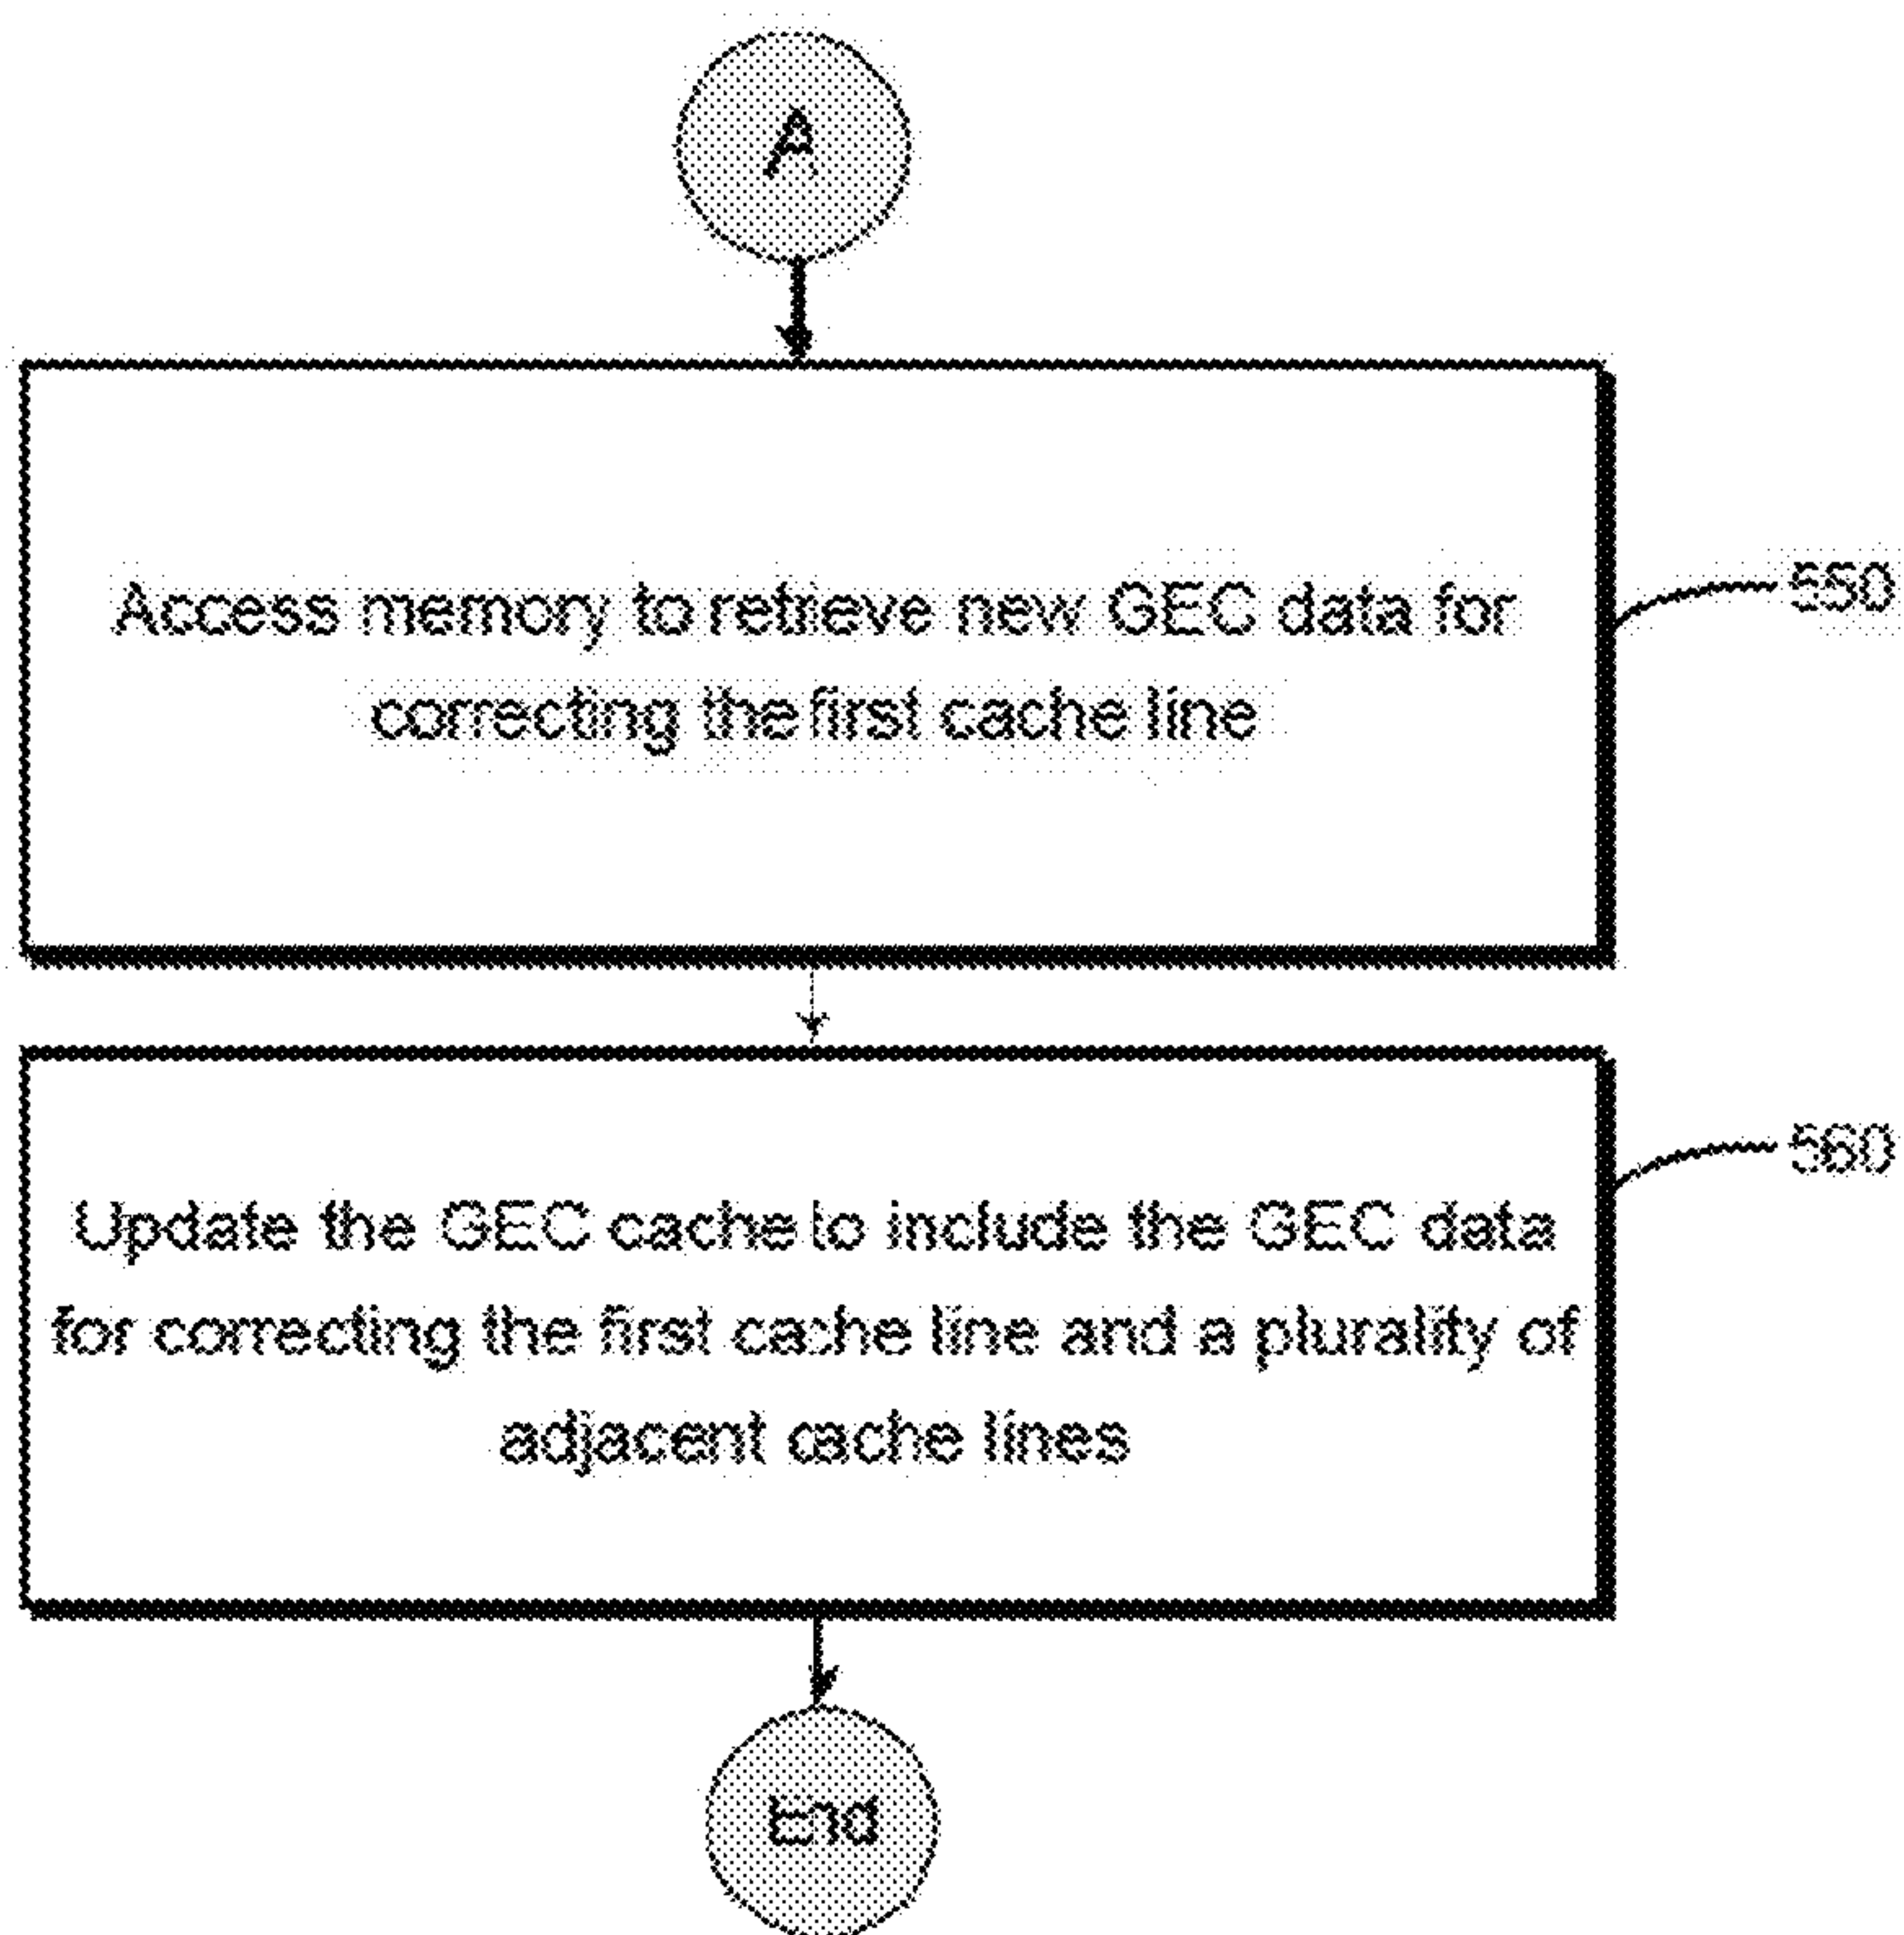 A
Access memory to retrieve new GEC data for
correcting the first cache line
550
Update the GEC cache to include the GEC data
for correcting the first cache line and a plurality of
adjacent cache lines
560
End